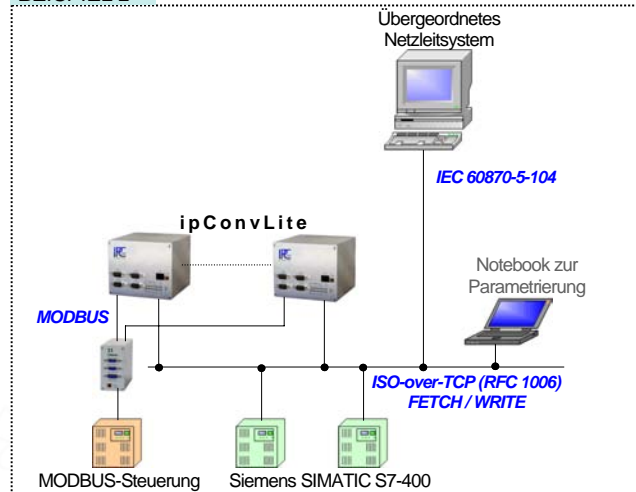 Übergeordnetes
Netzleitsystem
IEC 60870-5-104
ipConvLite
Notebook zur
Parametrierung
MODBUS
ISO-over-TCP (RFC 1006)
FETCH / WRITE
MODBUS-Steuerung
Siemens SIMATIC S7-400